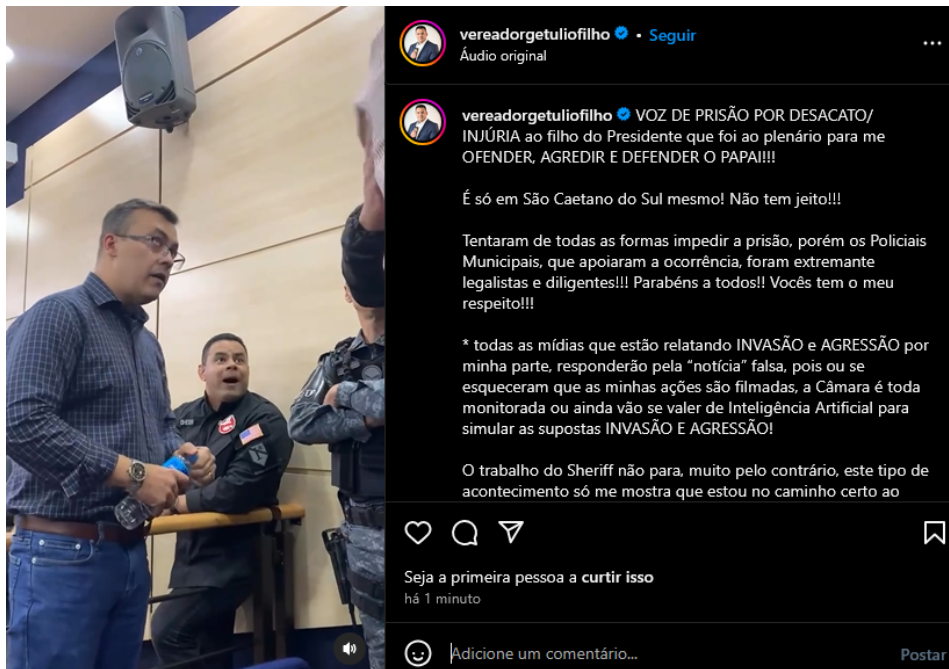 vereadorgetuliofilho • Seguir
Áudio original
vereadorgetuliofilho VOZ DE PRISÃO POR DESACATO/
INJÚRIA ao filho do Presidente que foi ao plenário para me
OFENDER, AGREDIR E DEFENDER O PAPAI!!!
É só em São Caetano do Sul mesmo! Não tem jeito!!!
Tentaram de todas as formas impedir a prisão, porém os Policiais
Municipais, que apoiaram a ocorrência, foram extremante
legalistas e diligentes!!! Parabéns a todos!! Vocês tem o meu
respeito!!!
* todas as mídias que estão relatando INVASÃO e AGRESSÃO por
minha parte, responderão pela “notícia” falsa, pois ou se
esqueceram que as minhas ações são filmadas, a Câmara é toda
monitorada ou ainda vão se valer de Inteligência Artificial para
simular as supostas INVASÃO E AGRESSÃO!
O trabalho do Sheriff não para, muito pelo contrário, este tipo de
acontecimento só me mostra que estou no caminho certo ao
Seja a primeira pessoa a curtir isso
há 1 minuto
Adicione um comentário...
Postar